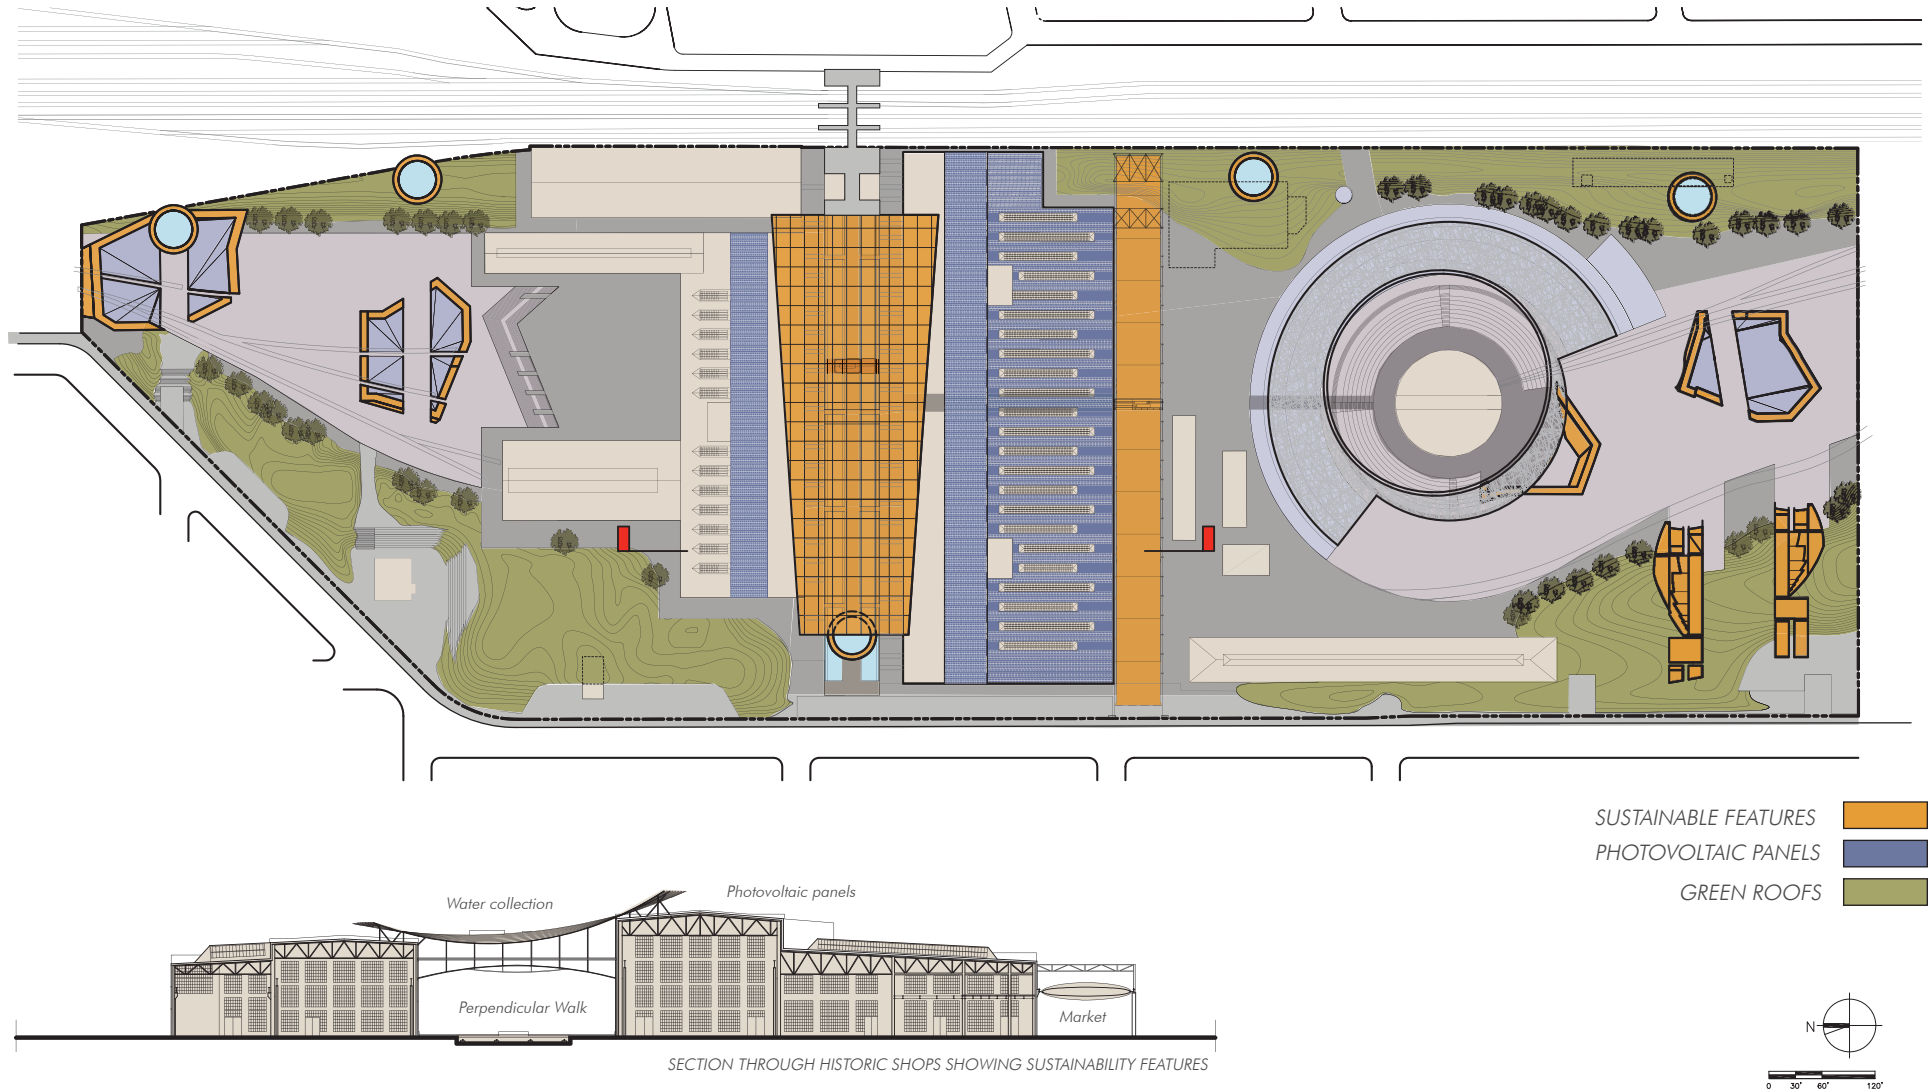 SUSTAINABLE FEATURES
PHOTOVOLTAIC PANELS
GREEN ROOFS
Photovoltaic panels
Water collection
Perpendicular Walk
Market
SECTION THROUGH HISTORIC SHOPS SHOWING SUSTAINABILITY FEATURES
N
0 30' 60' 120'